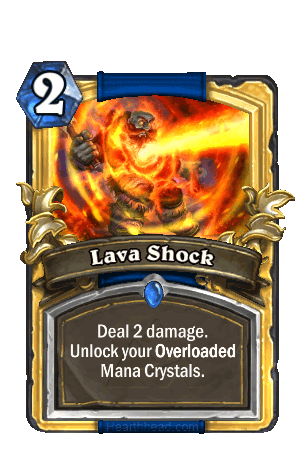 2
Lava Shock
Deal 2 damage.
Unlock your Overloaded
Mana Crystals.
Hearthhead.com